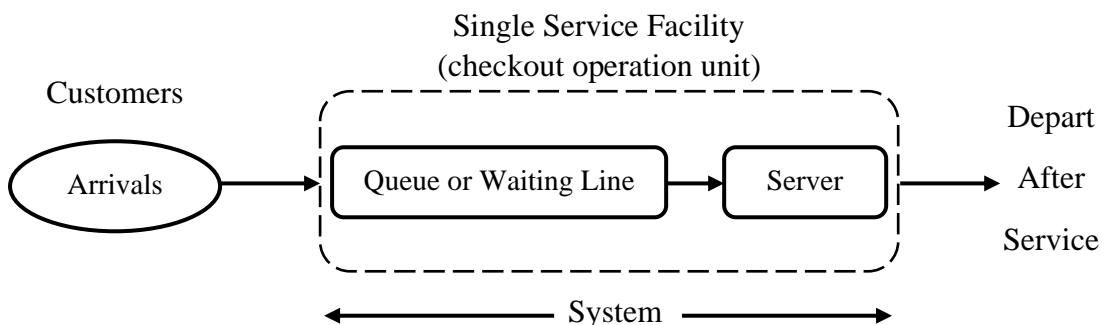 Single Service Facility
(checkout operation unit)
Customers
Arrivals
Queue or Waiting Line
Server
Depart
After
Service
System